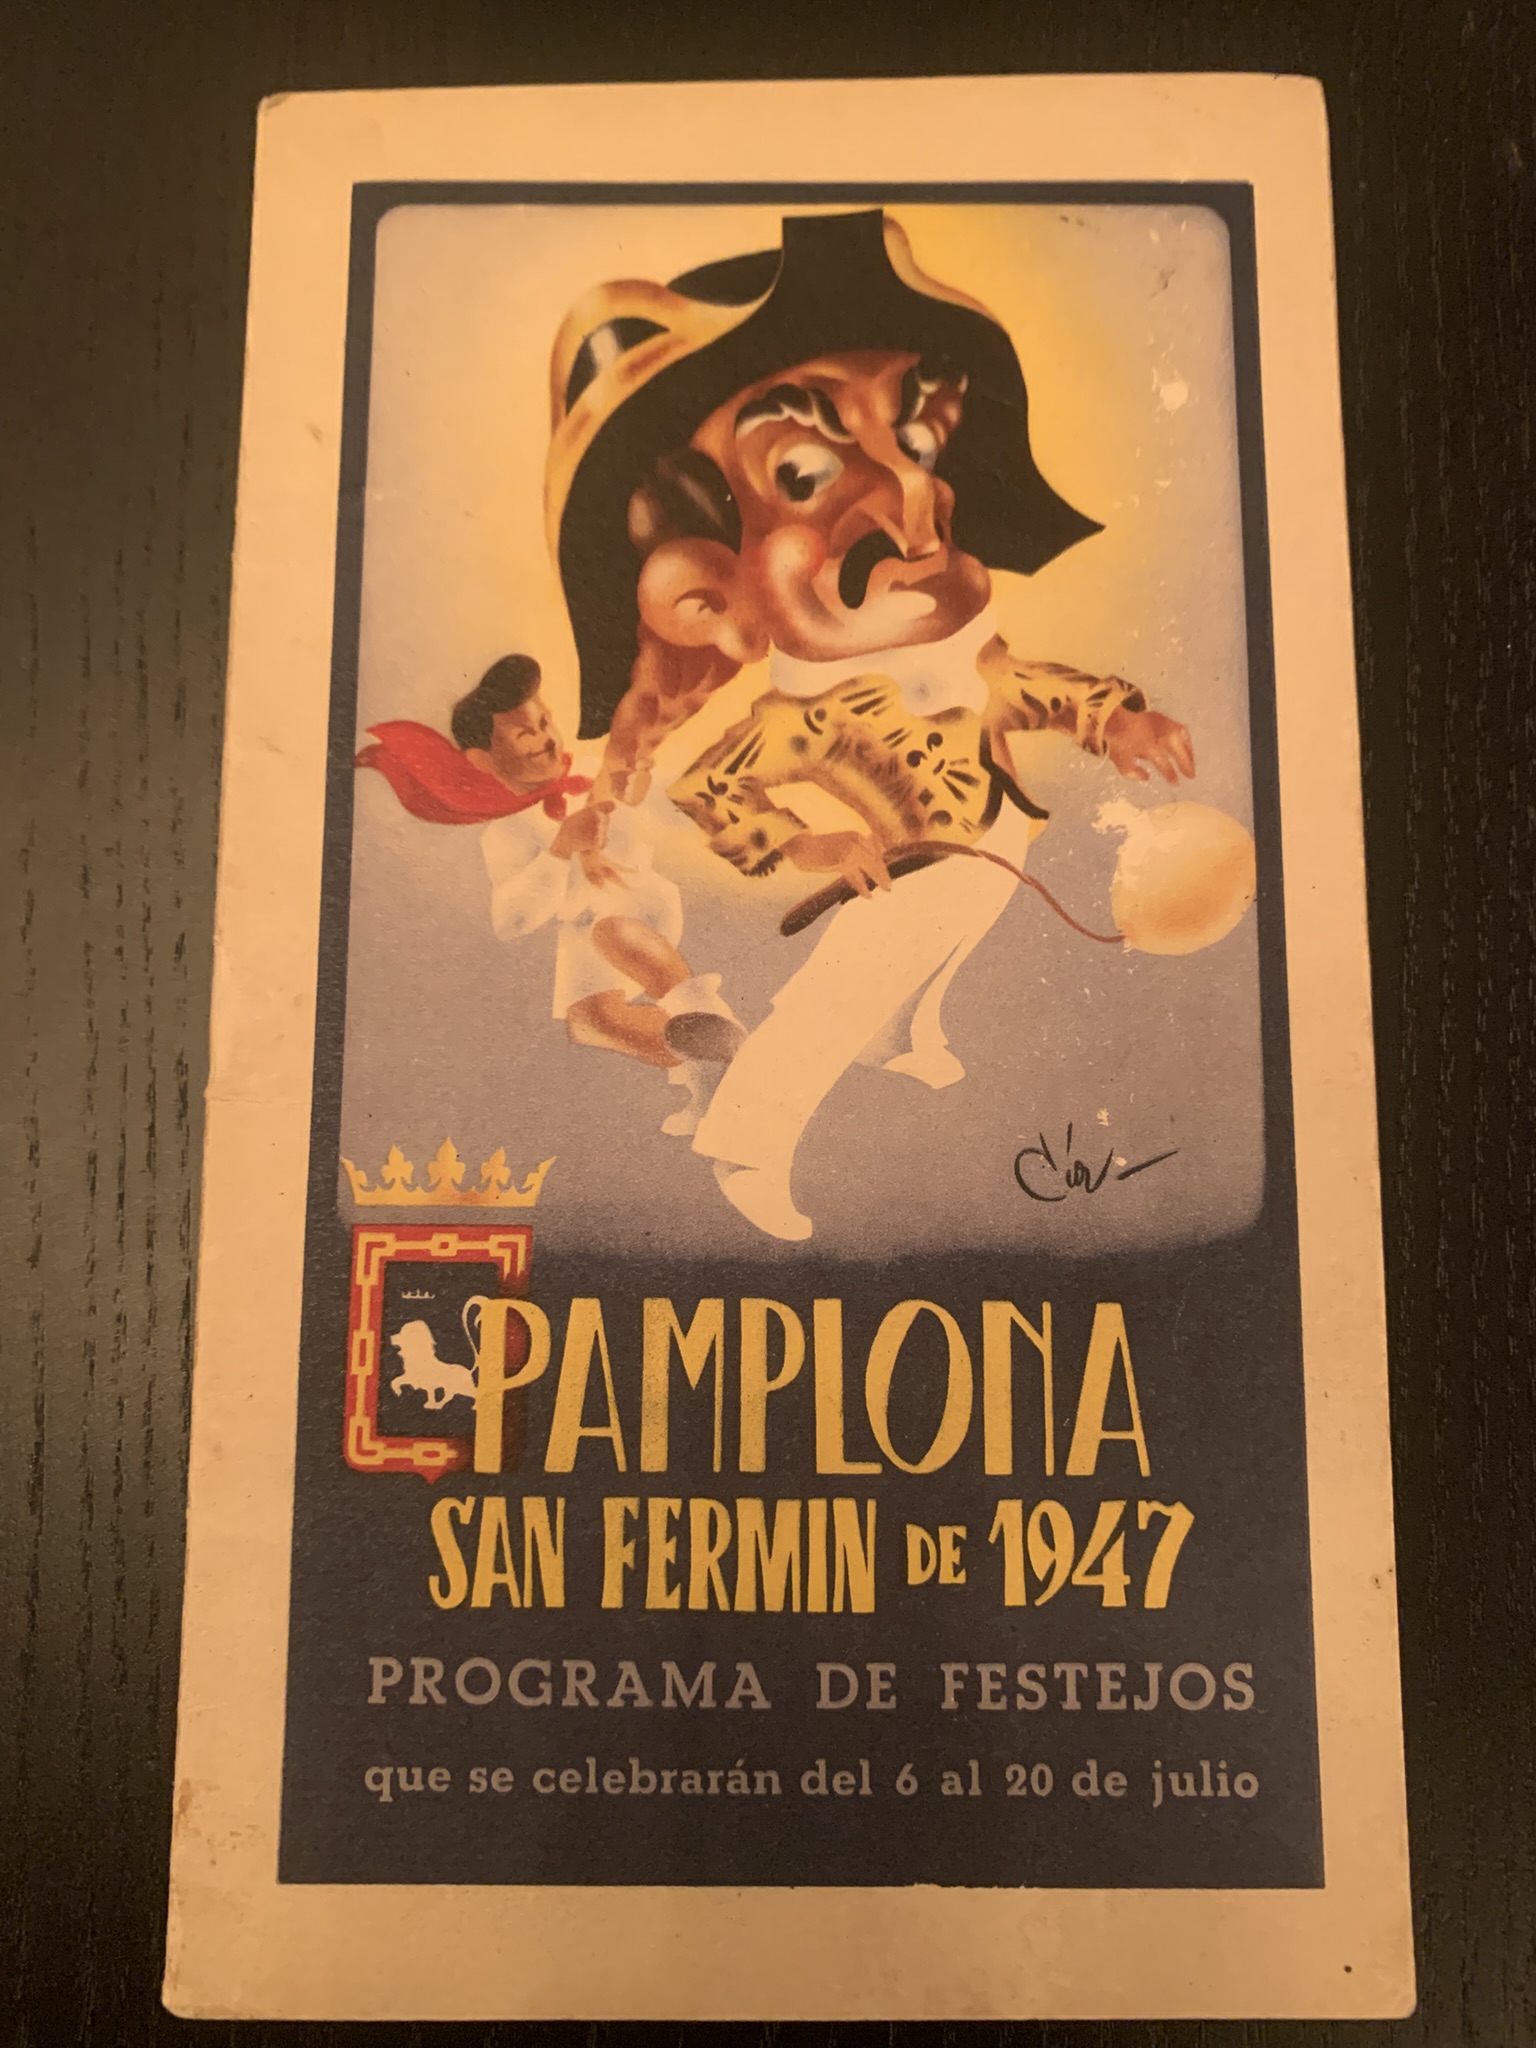 PAMPLONA
SAN FERMIN DE 1947
PROGRAMA DE FESTEJOS
que se celebrarán del 6 al 20 de julio